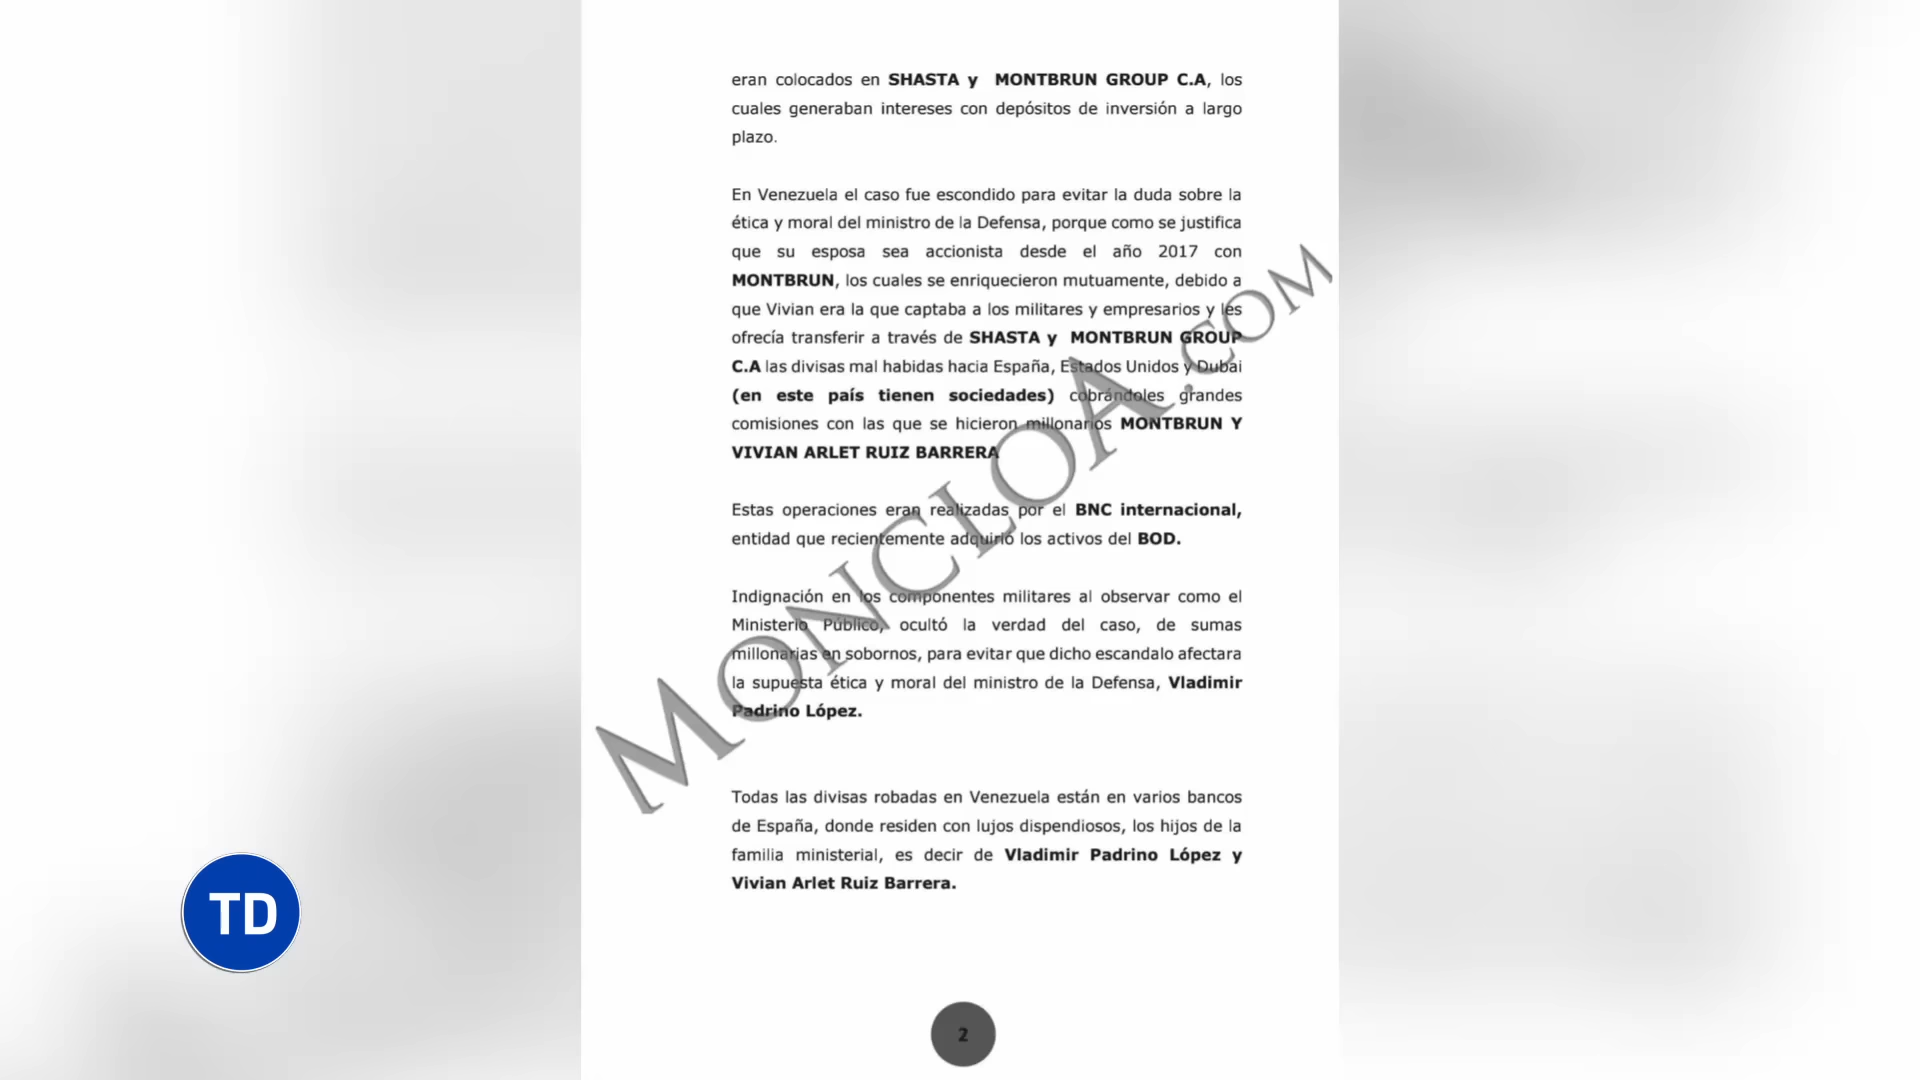 eran colocados en SHASTA y MONTBRUN GROUP C.A, los
cuales generaban intereses con depósitos de inversión a largo
plazo.
En Venezuela el caso fue escondido para evitar la duda sobre la
ética y moral del ministro de la Defensa, porque como se justifica
que su esposa sea accionista desde el año 2017 con
MONTBRUN, los cuales se enriquecieron mutuamente, debido a
que Vivian era la que captaba a los militares y empresarios y les
ofrecía transferir a través de SHASTA y MONTBRUN GROUP
C.A las divisas mal habidas hacia España, Estados Unidos y Dubai
(en este país tienen sociedades) cobrándoles grandes
comisiones con las que se hicieron millonarios MONTBRUN Y
VIVIAN ARLET RUIZ BARRERA
Estas operaciones eran realizadas por el BNC internacional,
entidad que recientemente adquirió los activos del BOD.
Indignación en los componentes militares al observar como el
Ministerio Público, ocultó la verdad del caso, de sumas
millonarias en sobornos, para evitar que dicho escandalo afectara
la supuesta ética y moral del ministro de la Defensa, Vladimir
Padrino López.
Todas las divisas robadas en Venezuela están en varios bancos
de España, donde residen con lujos dispendiosos, los hijos de la
familia ministerial, es decir de Vladimir Padrino López y
Vivian Arlet Ruiz Barrera.
2
MONCLOA.COM
TD